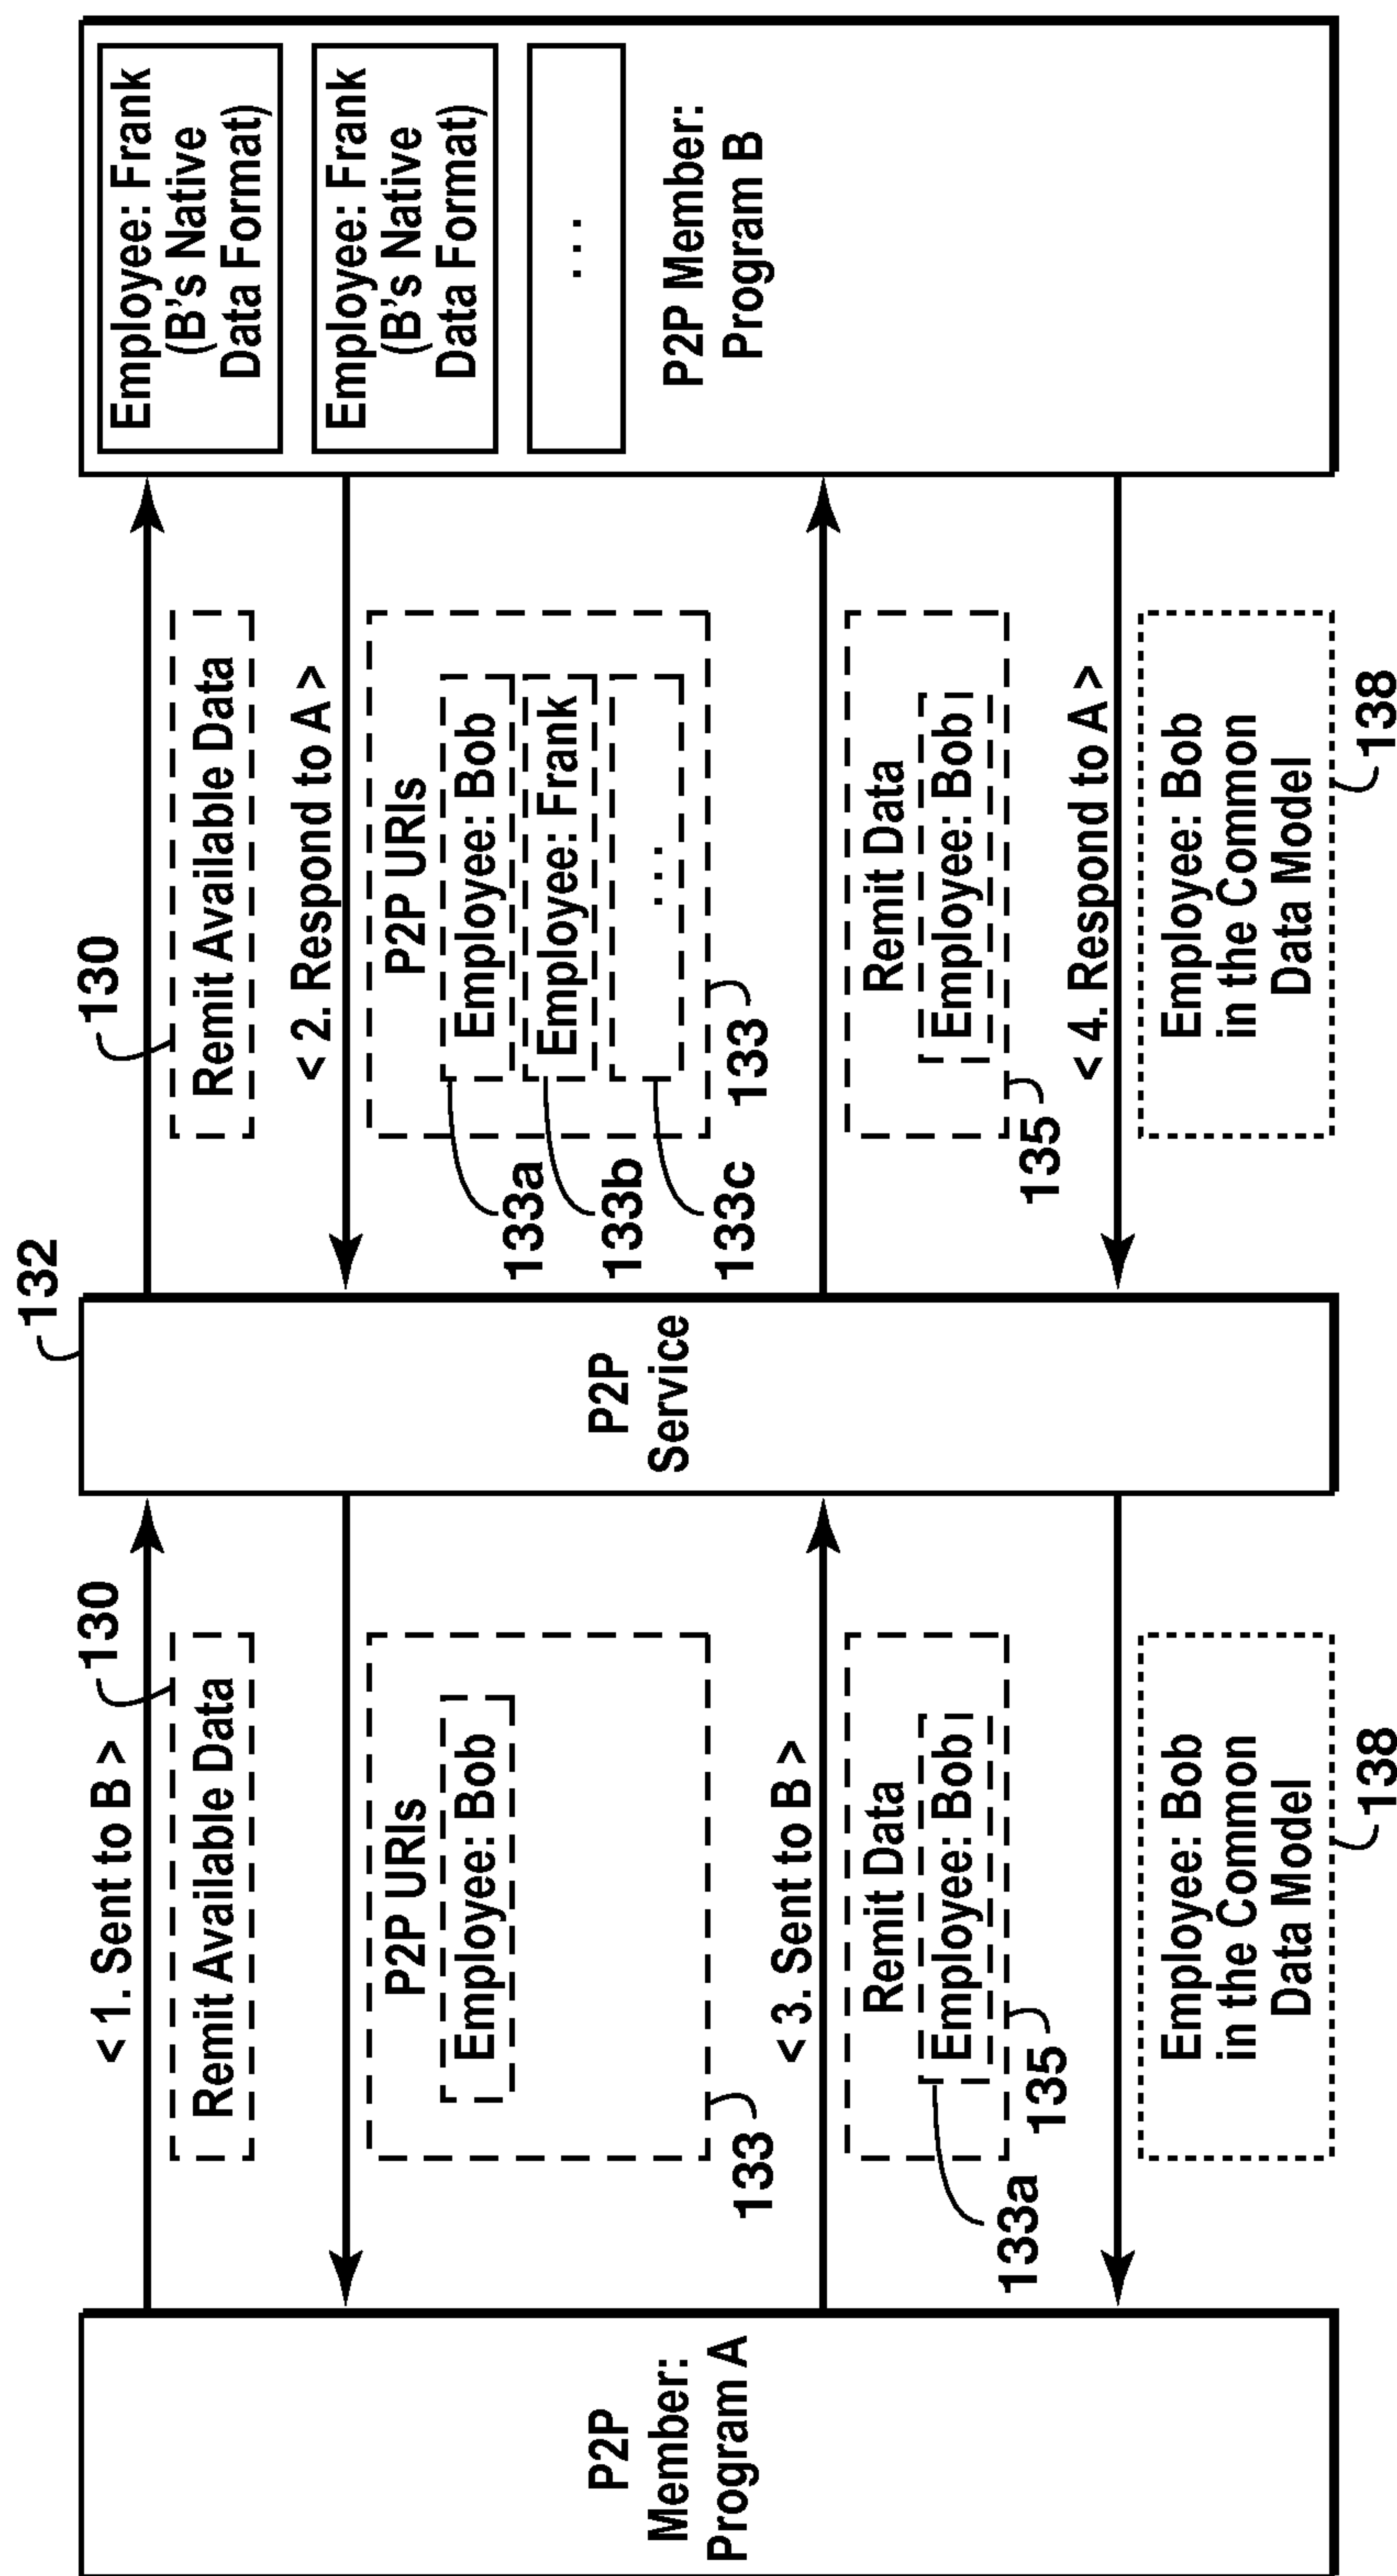 P2P
Member:
Program A
< 1. Sent to B >
130
Remit Available Data
P2P URIs
Employee: Bob
133
< 3. Sent to B >
Remit Data
Employee: Bob
133a
135
Employee: Bob
in the Common
Data Model
138
132
P2P
Service
130
Remit Available Data
< 2. Respond to A >
P2P URIs
Employee: Bob
Employee: Frank
...
133a
133b
133c
133
Remit Data
Employee: Bob
135
< 4. Respond to A >
Employee: Bob
in the Common
Data Model
138
Employee: Frank
(B's Native
Data Format)
Employee: Frank
(B's Native
Data Format)
...
P2P Member:
Program B